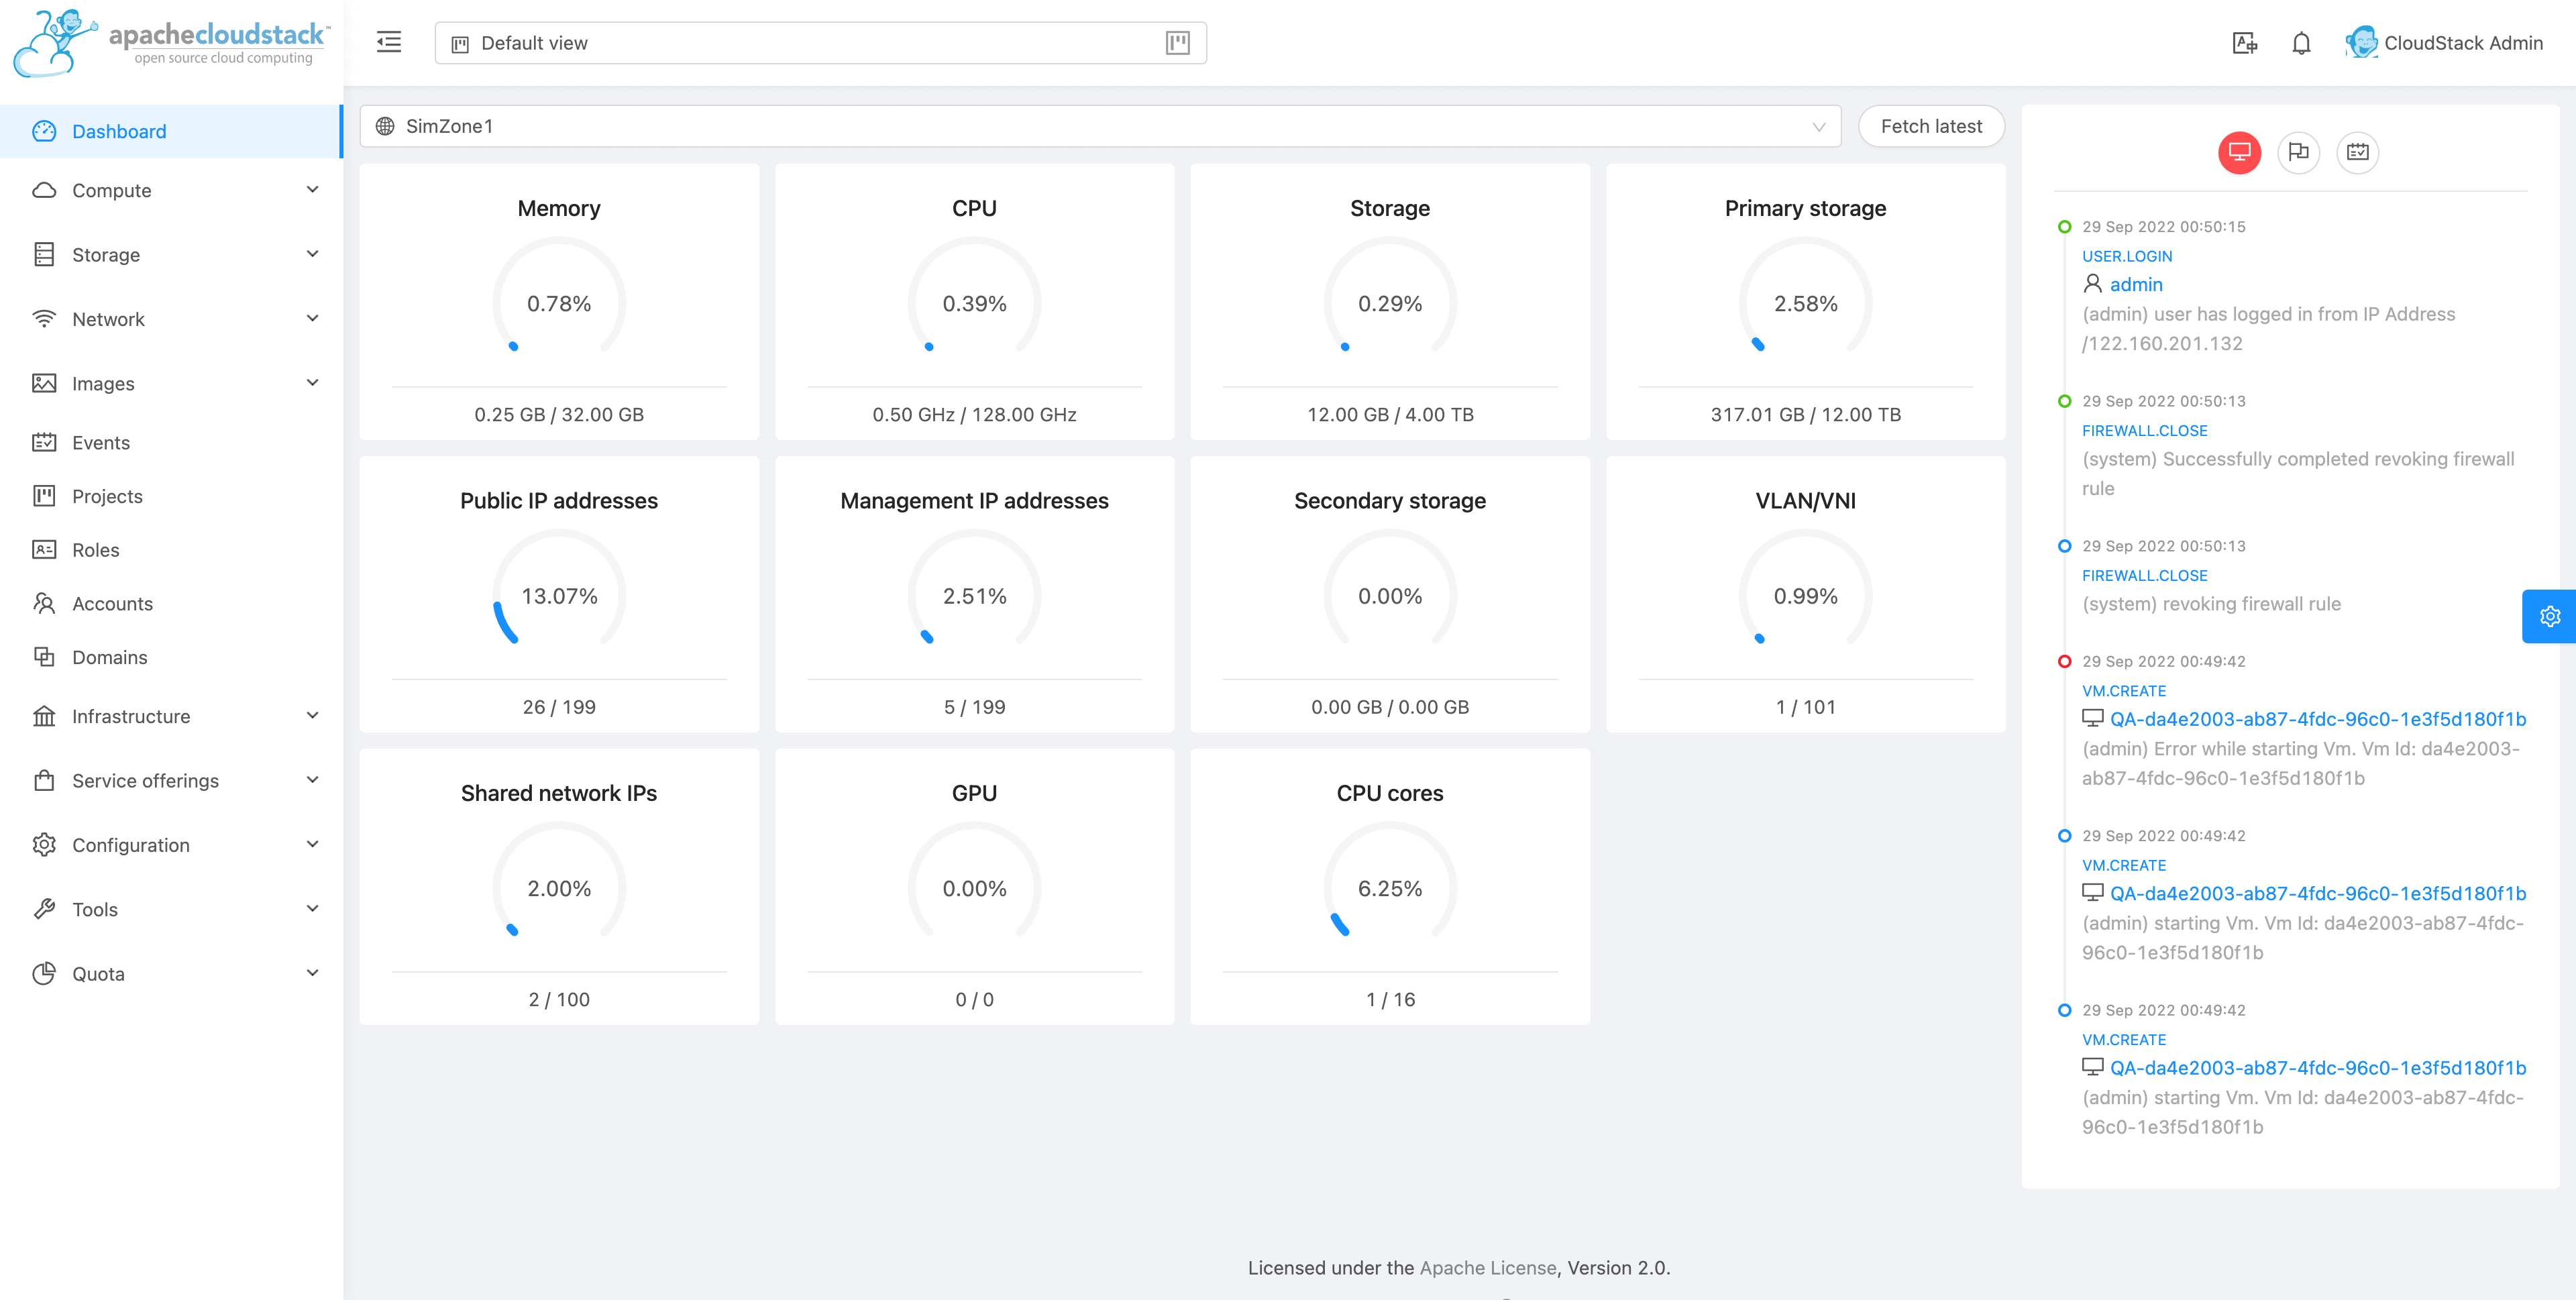 apachecloudstack™
open source cloud computing
Default view
CloudStack Admin
Dashboard
Compute
Storage
Network
Images
Events
Projects
Roles
Accounts
Domains
Infrastructure
Service offerings
Configuration
Tools
Quota
SimZone1
Fetch latest
Memory
0.78%
0.25 GB / 32.00 GB
CPU
0.39%
0.50 GHz / 128.00 GHz
Storage
0.29%
12.00 GB / 4.00 TB
Primary storage
2.58%
317.01 GB / 12.00 TB
Public IP addresses
13.07%
26 / 199
Management IP addresses
2.51%
5 / 199
Secondary storage
0.00%
0.00 GB / 0.00 GB
VLAN/VNI
0.99%
1 / 101
Shared network IPs
2.00%
2 / 100
GPU
0.00%
0 / 0
CPU cores
6.25%
1 / 16
29 Sep 2022 00:50:15
USER.LOGIN
admin
(admin) user has logged in from IP Address
/122.160.201.132
29 Sep 2022 00:50:13
FIREWALL.CLOSE
(system) Successfully completed revoking firewall
rule
29 Sep 2022 00:50:13
FIREWALL.CLOSE
(system) revoking firewall rule
29 Sep 2022 00:49:42
VM.CREATE
QA-da4e2003-ab87-4fdc-96c0-1e3f5d180f1b
(admin) Error while starting Vm. Vm Id: da4e2003-
ab87-4fdc-96c0-1e3f5d180f1b
29 Sep 2022 00:49:42
VM.CREATE
QA-da4e2003-ab87-4fdc-96c0-1e3f5d180f1b
(admin) starting Vm. Vm Id: da4e2003-ab87-4fdc-
96c0-1e3f5d180f1b
29 Sep 2022 00:49:42
VM.CREATE
QA-da4e2003-ab87-4fdc-96c0-1e3f5d180f1b
(admin) starting Vm. Vm Id: da4e2003-ab87-4fdc-
96c0-1e3f5d180f1b
Licensed under the Apache License, Version 2.0.